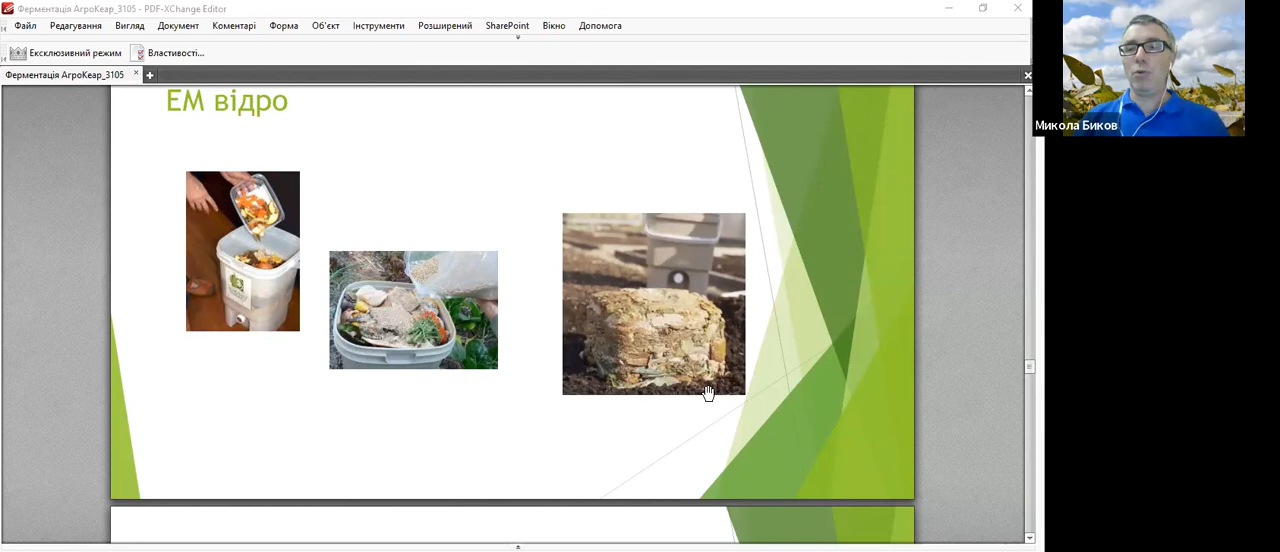 Ферментація АгроКеар_3105 - PDF-XChange Editor
Файл Редагування Вигляд Документ Коментарі Форма Об'єкт Інструменти Розширений SharePoint Вікно Допомога
Ексклюзивний режим Властивості...
Ферментація АгроКеар_3105
ЕМ відро
Микола Биков